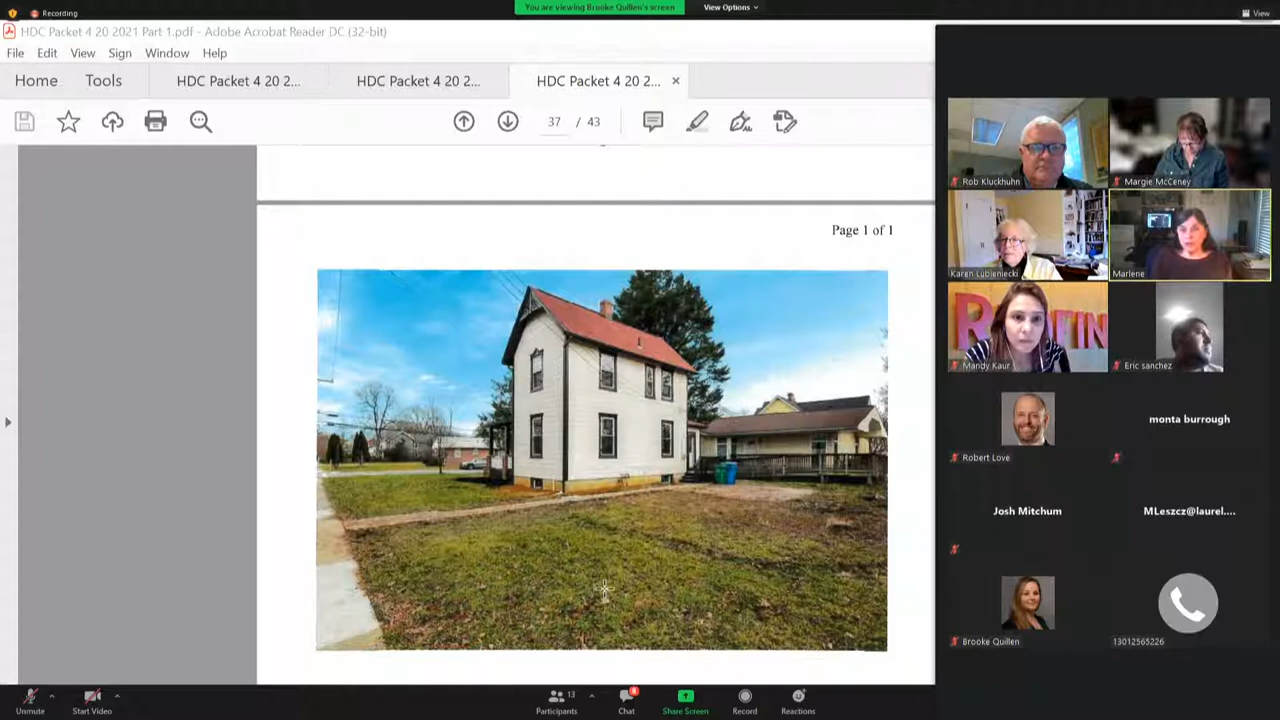 Recording
You are viewing Brooke Quillen's screen
View Options
View
HDC Packet 4 20 2021 Part 1.pdf - Adobe Acrobat Reader DC (32-bit)
File Edit View Sign Window Help
Home Tools HDC Packet 4 20 2... HDC Packet 4 20 2... HDC Packet 4 20 2... ×
37 / 43
Page 1 of 1
Rob Kluckhuhn
Margie McCeney
Karen Lubieniecki
Marlene
Mandy Kaur
Eric sanchez
Robert Love
monta burrough
Josh Mitchum
MLeszcz@laurel....
Brooke Quillen
13012565226
Unmute
Start Video
Participants 13
Chat
Share Screen
Record
Reactions